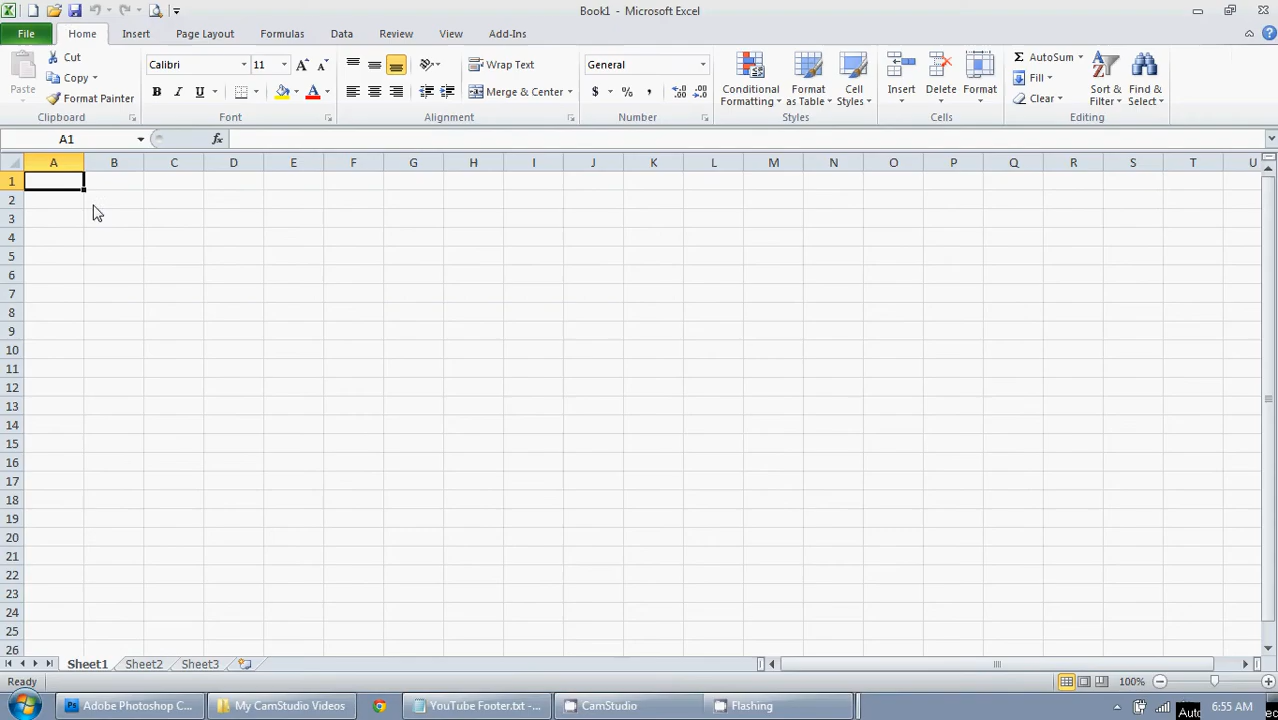 Book1 - Microsoft Excel
File Home Insert Page Layout Formulas Data Review View Add-Ins
Paste
Cut
Copy
Format Painter
Clipboard
Calibri 11
B I U
Font
Wrap Text
Merge & Center
Alignment
General
$ % ,
Number
Conditional Formatting
Format as Table
Cell Styles
Styles
Insert Delete Format
Cells
AutoSum
Fill
Clear
Sort & Filter
Find & Select
Editing
A1 fx
A B C D E F G H I J K L M N O P Q R S T U
1
2
3
4
5
6
7
8
9
10
11
12
13
14
15
16
17
18
19
20
21
22
23
24
25
26
Sheet1 Sheet2 Sheet3
Ready 100%
Adobe Photoshop C... My CamStudio Videos YouTube Footer.txt -... CamStudio Flashing 6:55 AM